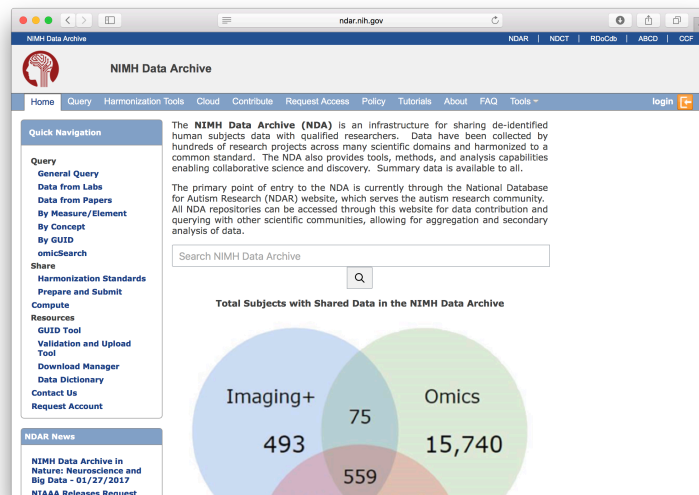 ndar.nih.gov
NIMH Data Archive
NDAR | NDCT | RDoCdb | ABCD | CCF
NIMH Data Archive
Home Query Harmonization Tools Cloud Contribute Request Access Policy Tutorials About FAQ Tools login
Quick Navigation
Query
General Query
Data from Labs
Data from Papers
By Measure/Element
By Concept
By GUID
omicSearch
Share
Harmonization Standards
Prepare and Submit
Compute
Resources
GUID Tool
Validation and Upload
Tool
Download Manager
Data Dictionary
Contact Us
Request Account
NDAR News
NIMH Data Archive in
Nature: Neuroscience and
Big Data - 01/27/2017
NIAAA Releases Request
The NIMH Data Archive (NDA) is an infrastructure for sharing de-identified
human subjects data with qualified researchers. Data have been collected by
hundreds of research projects across many scientific domains and harmonized to a
common standard. The NDA also provides tools, methods, and analysis capabilities
enabling collaborative science and discovery. Summary data is available to all.
The primary point of entry to the NDA is currently through the National Database
for Autism Research (NDAR) website, which serves the autism research community.
All NDA repositories can be accessed through this website for data contribution and
querying with other scientific communities, allowing for aggregation and secondary
analysis of data.
Search NIMH Data Archive
Total Subjects with Shared Data in the NIMH Data Archive
Imaging+
Omics
75
493
15,740
559